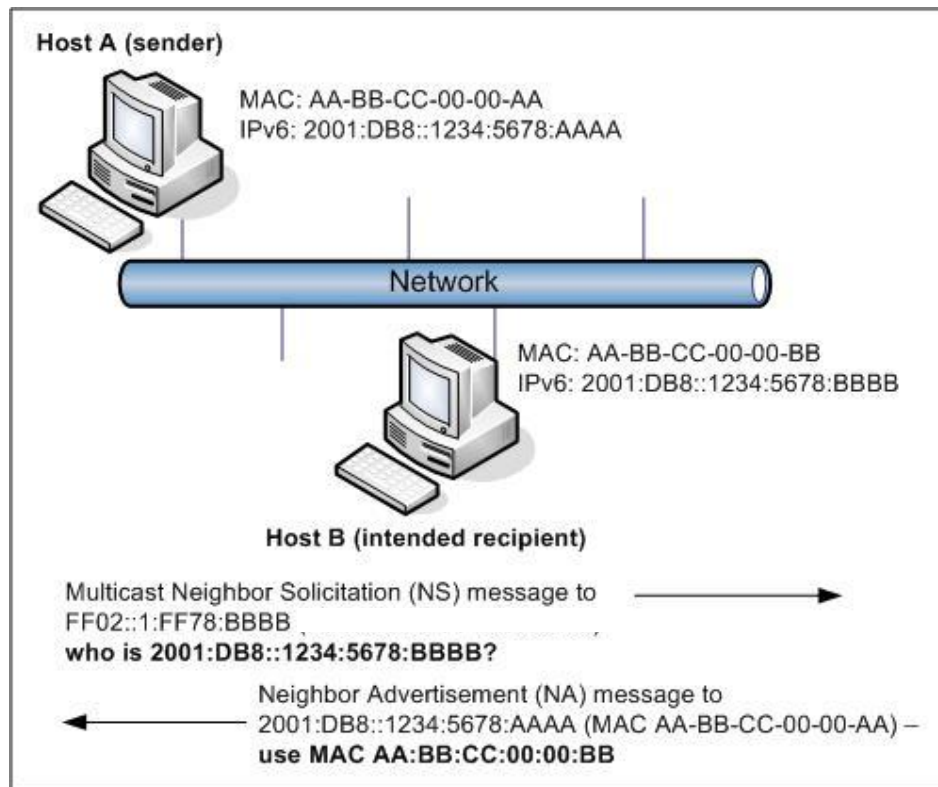 Host A (sender)
MAC: AA-BB-CC-00-00-AA
IPv6: 2001:DB8::1234:5678:AAAA
Network
MAC: AA-BB-CC-00-00-BB
IPv6: 2001:DB8::1234:5678:BBBB
Host B (intended recipient)
Multicast Neighbor Solicitation (NS) message to
FF02::1:FF78:BBBB
who is 2001:DB8::1234:5678:BBBB?
Neighbor Advertisement (NA) message to
2001:DB8::1234:5678:AAAA (MAC AA-BB-CC-00-00-AA) –
use MAC AA:BB:CC:00:00:BB